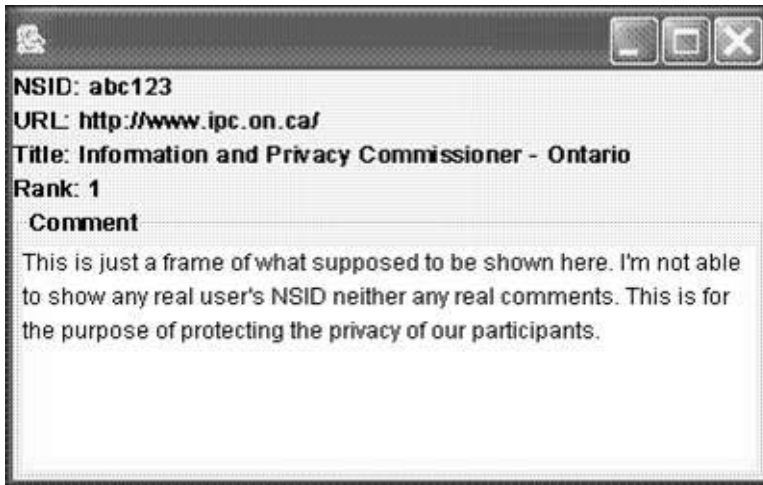 NSID: abc123
URL: http://www.ipc.on.ca/
Title: Information and Privacy Commissioner - Ontario
Rank: 1
Comment
This is just a frame of what supposed to be shown here. I'm not able
to show any real user's NSID neither any real comments. This is for
the purpose of protecting the privacy of our participants.